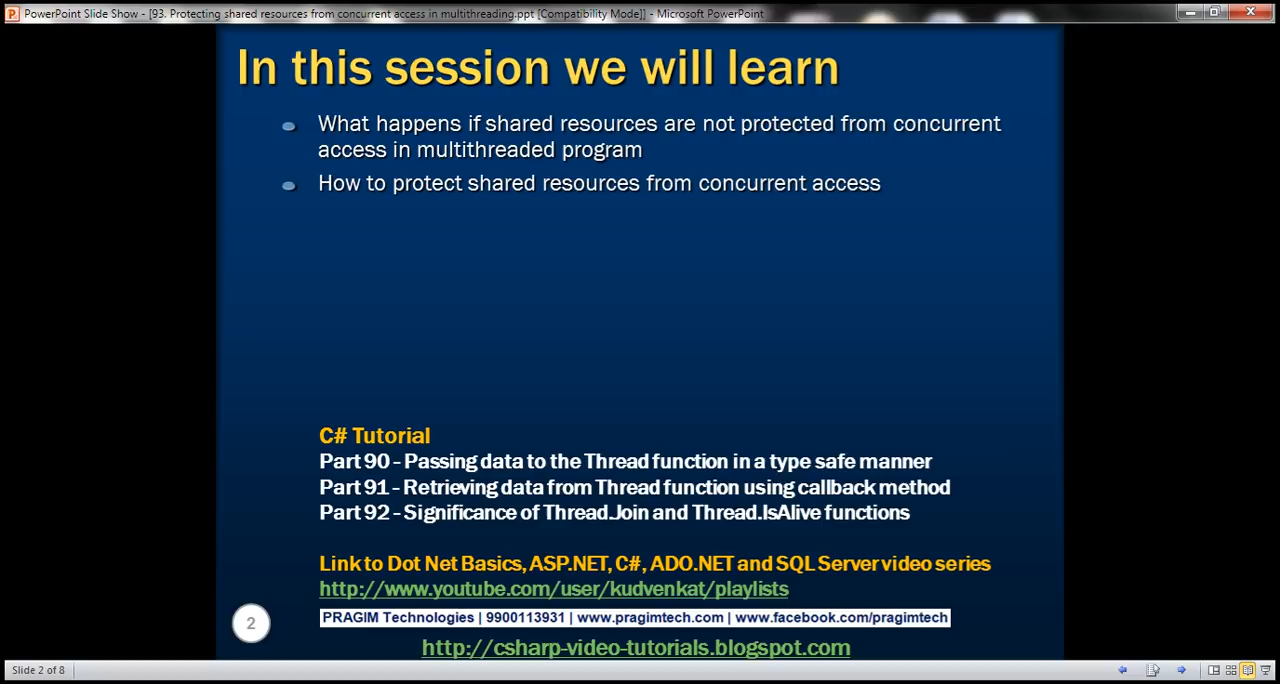 PowerPoint Slide Show - [93. Protecting shared resources from concurrent access in multithreading.ppt [Compatibility Mode]] - Microsoft PowerPoint
In this session we will learn
What happens if shared resources are not protected from concurrent
access in multithreaded program
How to protect shared resources from concurrent access
C# Tutorial
Part 90 - Passing data to the Thread function in a type safe manner
Part 91 - Retrieving data from Thread function using callback method
Part 92 - Significance of Thread.Join and Thread.IsAlive functions
Link to Dot Net Basics, ASP.NET, C#, ADO.NET and SQL Server video series
http://www.youtube.com/user/kudvenkat/playlists
PRAGIM Technologies | 9900113931 | www.pragimtech.com | www.facebook.com/pragimtech
2
http://csharp-video-tutorials.blogspot.com
Slide 2 of 8